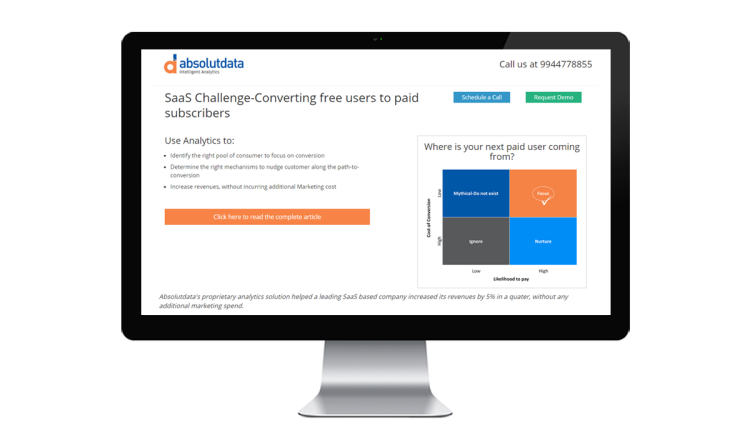 absolutdata
Intelligent Analytics
Call us at 9944778855
SaaS Challenge-Converting free users to paid
subscribers
Schedule a Call
Request Demo
Use Analytics to:
Identify the right pool of consumer to focus on conversion
Determine the right mechanisms to nudge customer along the path-to-
conversion
Increase revenues, without incurring additional Marketing cost
Click here to read the complete article
Where is your next paid user coming
from?
Cost of Conversion
Low
High
Mythical-Do not exist
Focus
Ignore
Nurture
Low
High
Likelihood to pay
Absolutdata's proprietary analytics solution helped a leading SaaS based company increased its revenues by 5% in a quater, without any
additional marketing spend.